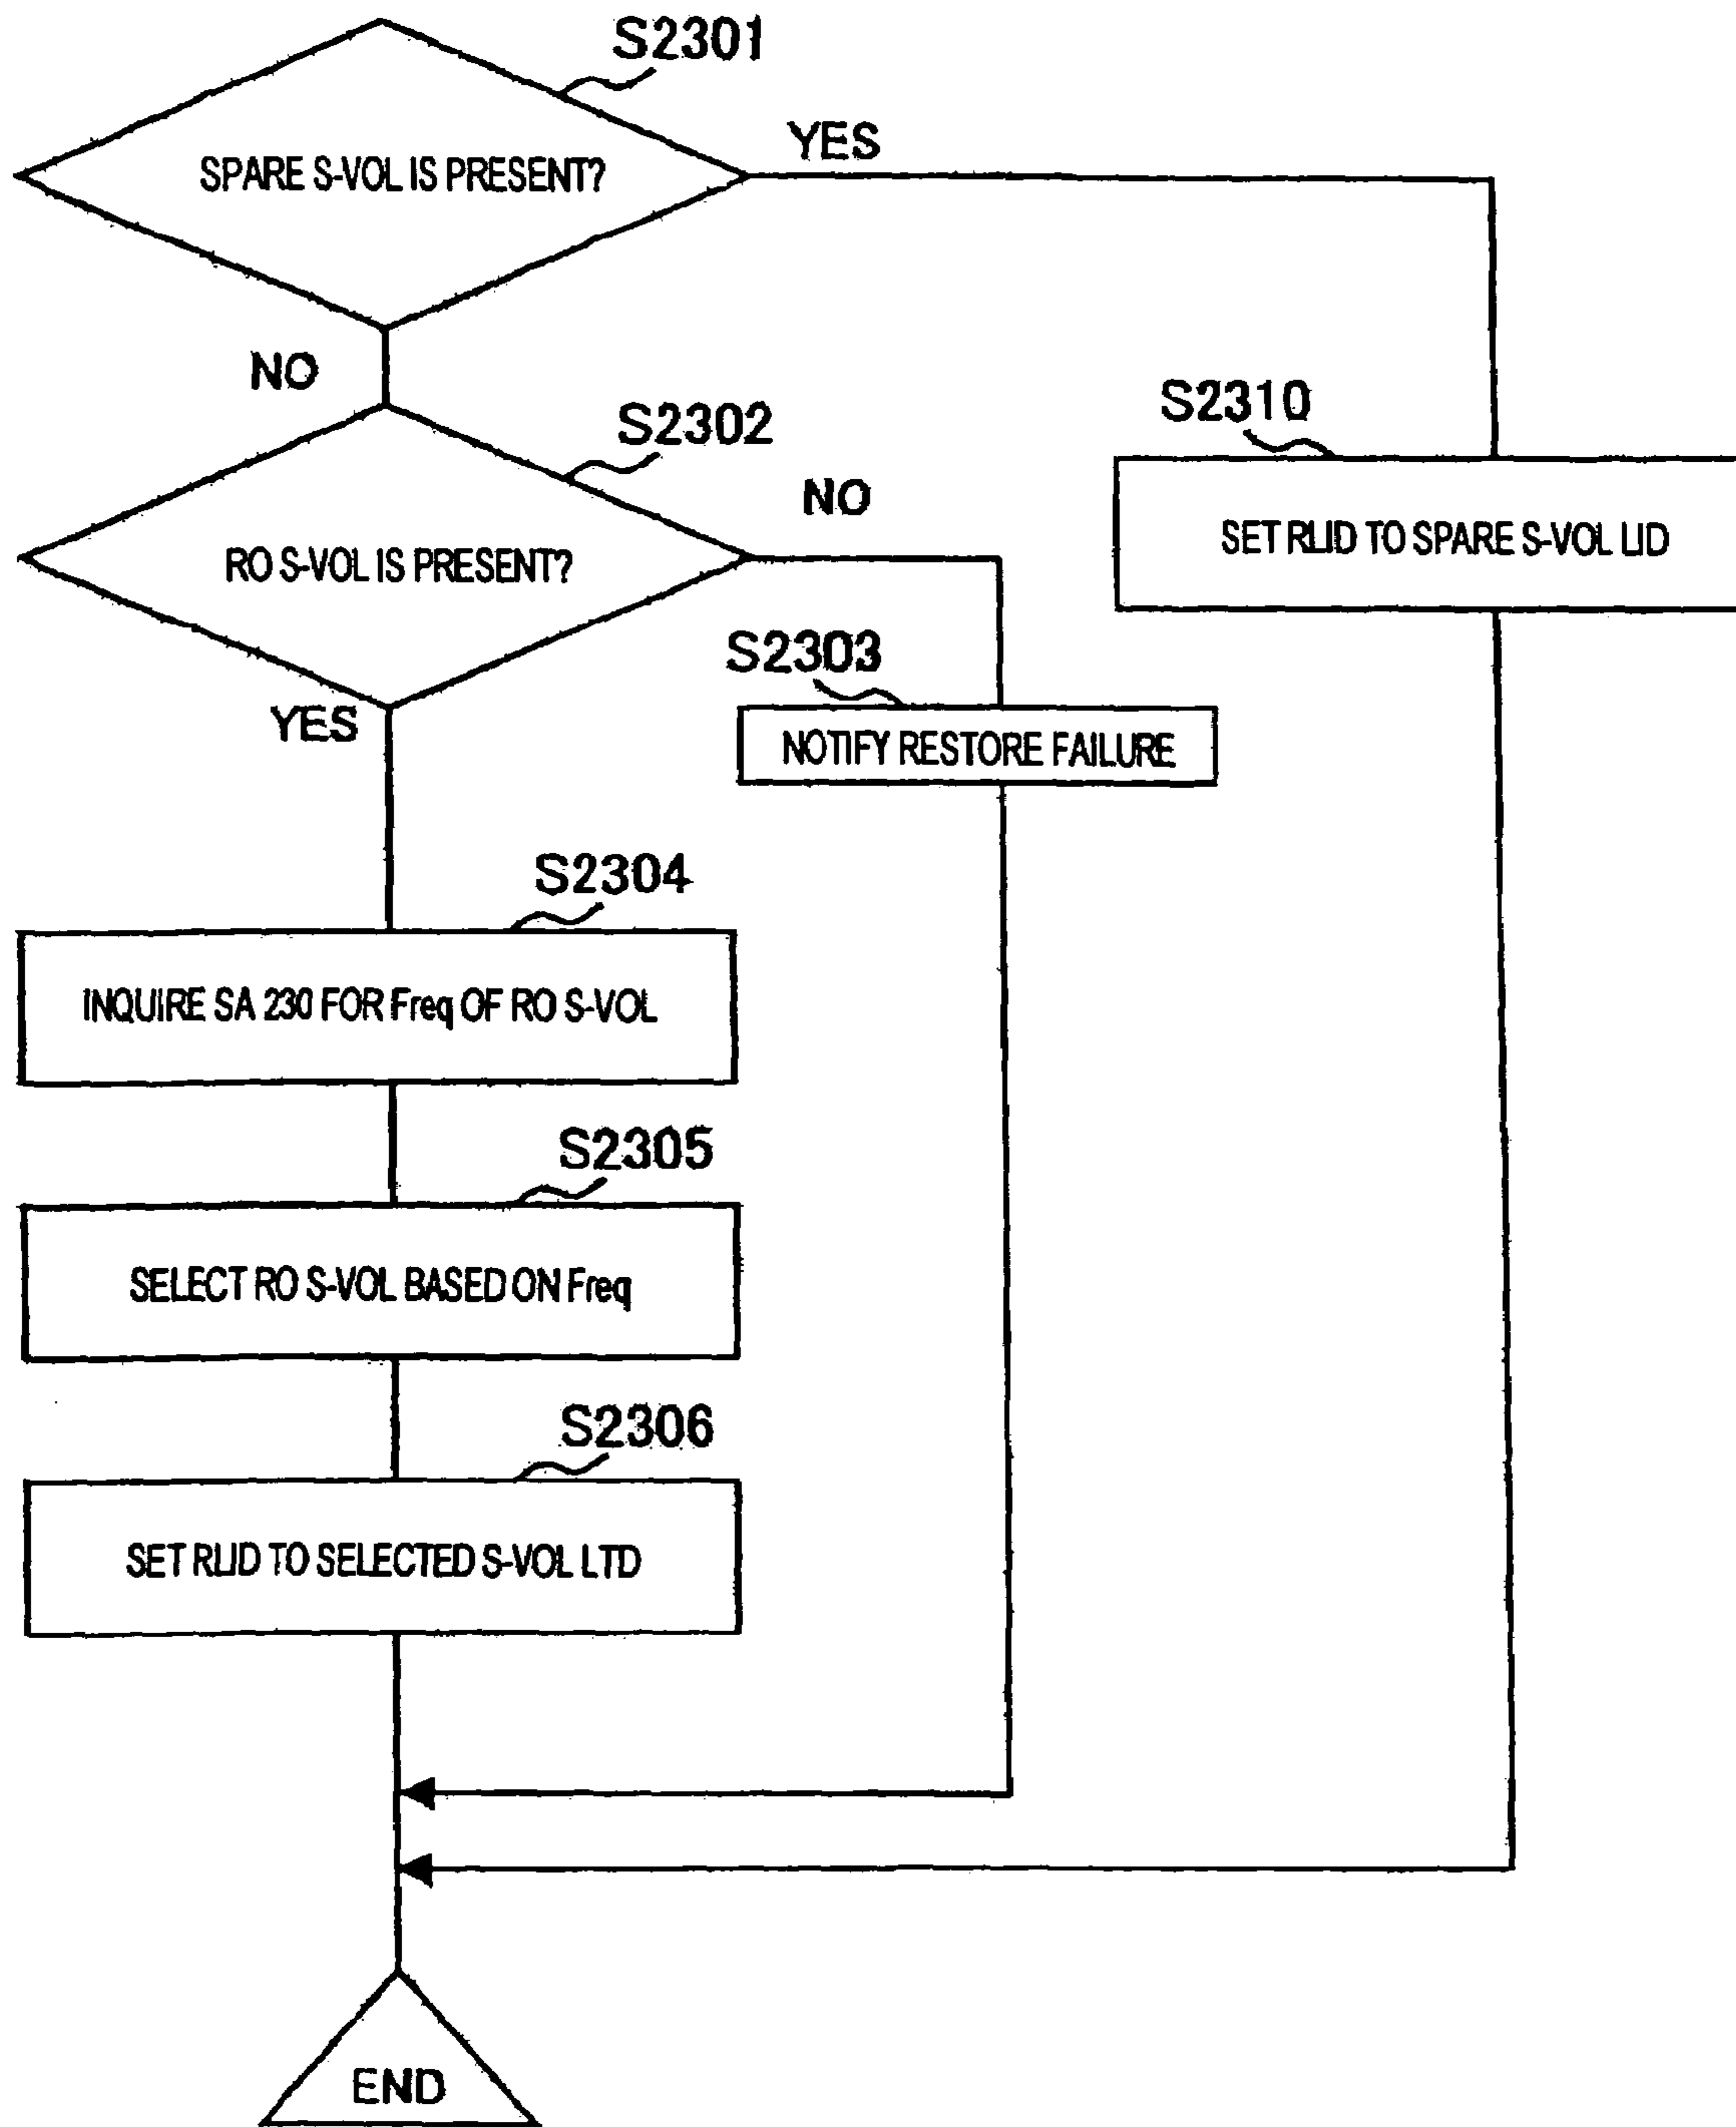 S2301
SPARE S-VOL IS PRESENT?
YES
NO
S2302
RO S-VOL IS PRESENT?
NO
YES
S2310
SET RLID TO SPARE S-VOL LID
S2303
NOTIFY RESTORE FAILURE
S2304
INQUIRE SA 230 FOR Freq OF RO S-VOL
S2305
SELECT RO S-VOL BASED ON Freq
S2306
SET RLID TO SELECTED S-VOL LTD
END